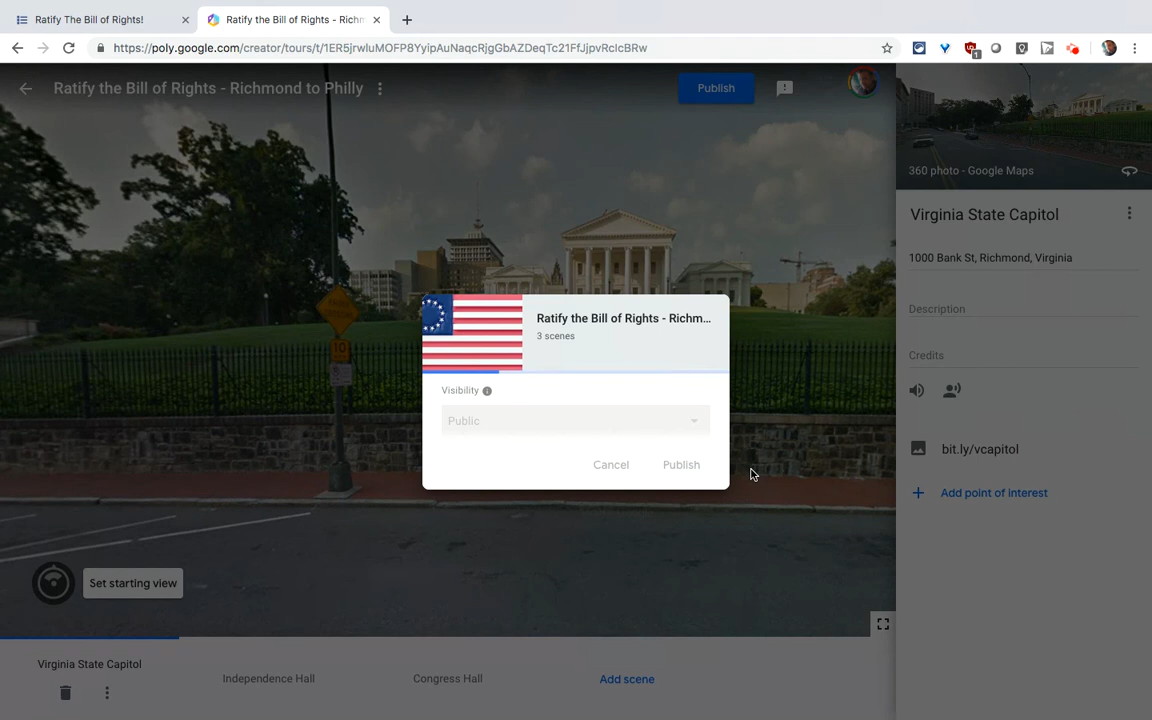 Ratify The Bill of Rights!
Ratify the Bill of Rights - Richm
https://poly.google.com/creator/tours/t/1ER5jrwluMOFP8YyipAuNaqcRjgGbAZDeqTc21FfJjpvRcIcBRw
Ratify the Bill of Rights - Richmond to Philly
Publish
360 photo - Google Maps
Virginia State Capitol
1000 Bank St, Richmond, Virginia
Description
Credits
bit.ly/vcapitol
Add point of interest
Ratify the Bill of Rights - Richm...
3 scenes
Visibility
Public
Cancel
Publish
10
Set starting view
Virginia State Capitol
Independence Hall
Congress Hall
Add scene